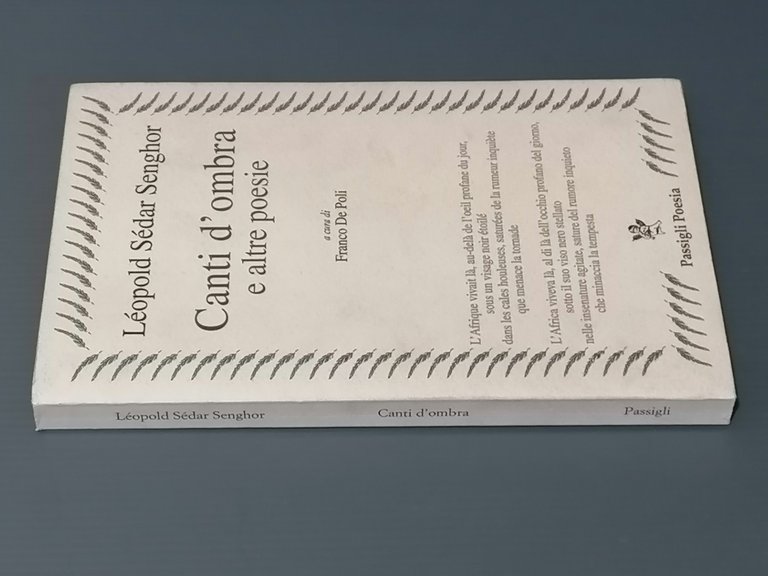 Léopold Sédar Senghor
Canti d'ombra
e altre poesie
a cura di
Franco De Poli
L'Afrique vivait là, au-delà de l'oeil profane du jour,
sous un visage noir étoilé
dans les cales houleuses, saturées de la rumeur inquiète
que menace la tornade
L'Africa viveva là, al di là dell'occhio profano del giorno,
sotto il suo viso nero stellato
nelle insenature agitate, sature del rumore inquieto
che minaccia la tempesta
Passigli Poesia
Léopold Sédar Senghor Canti d'ombra Passigli